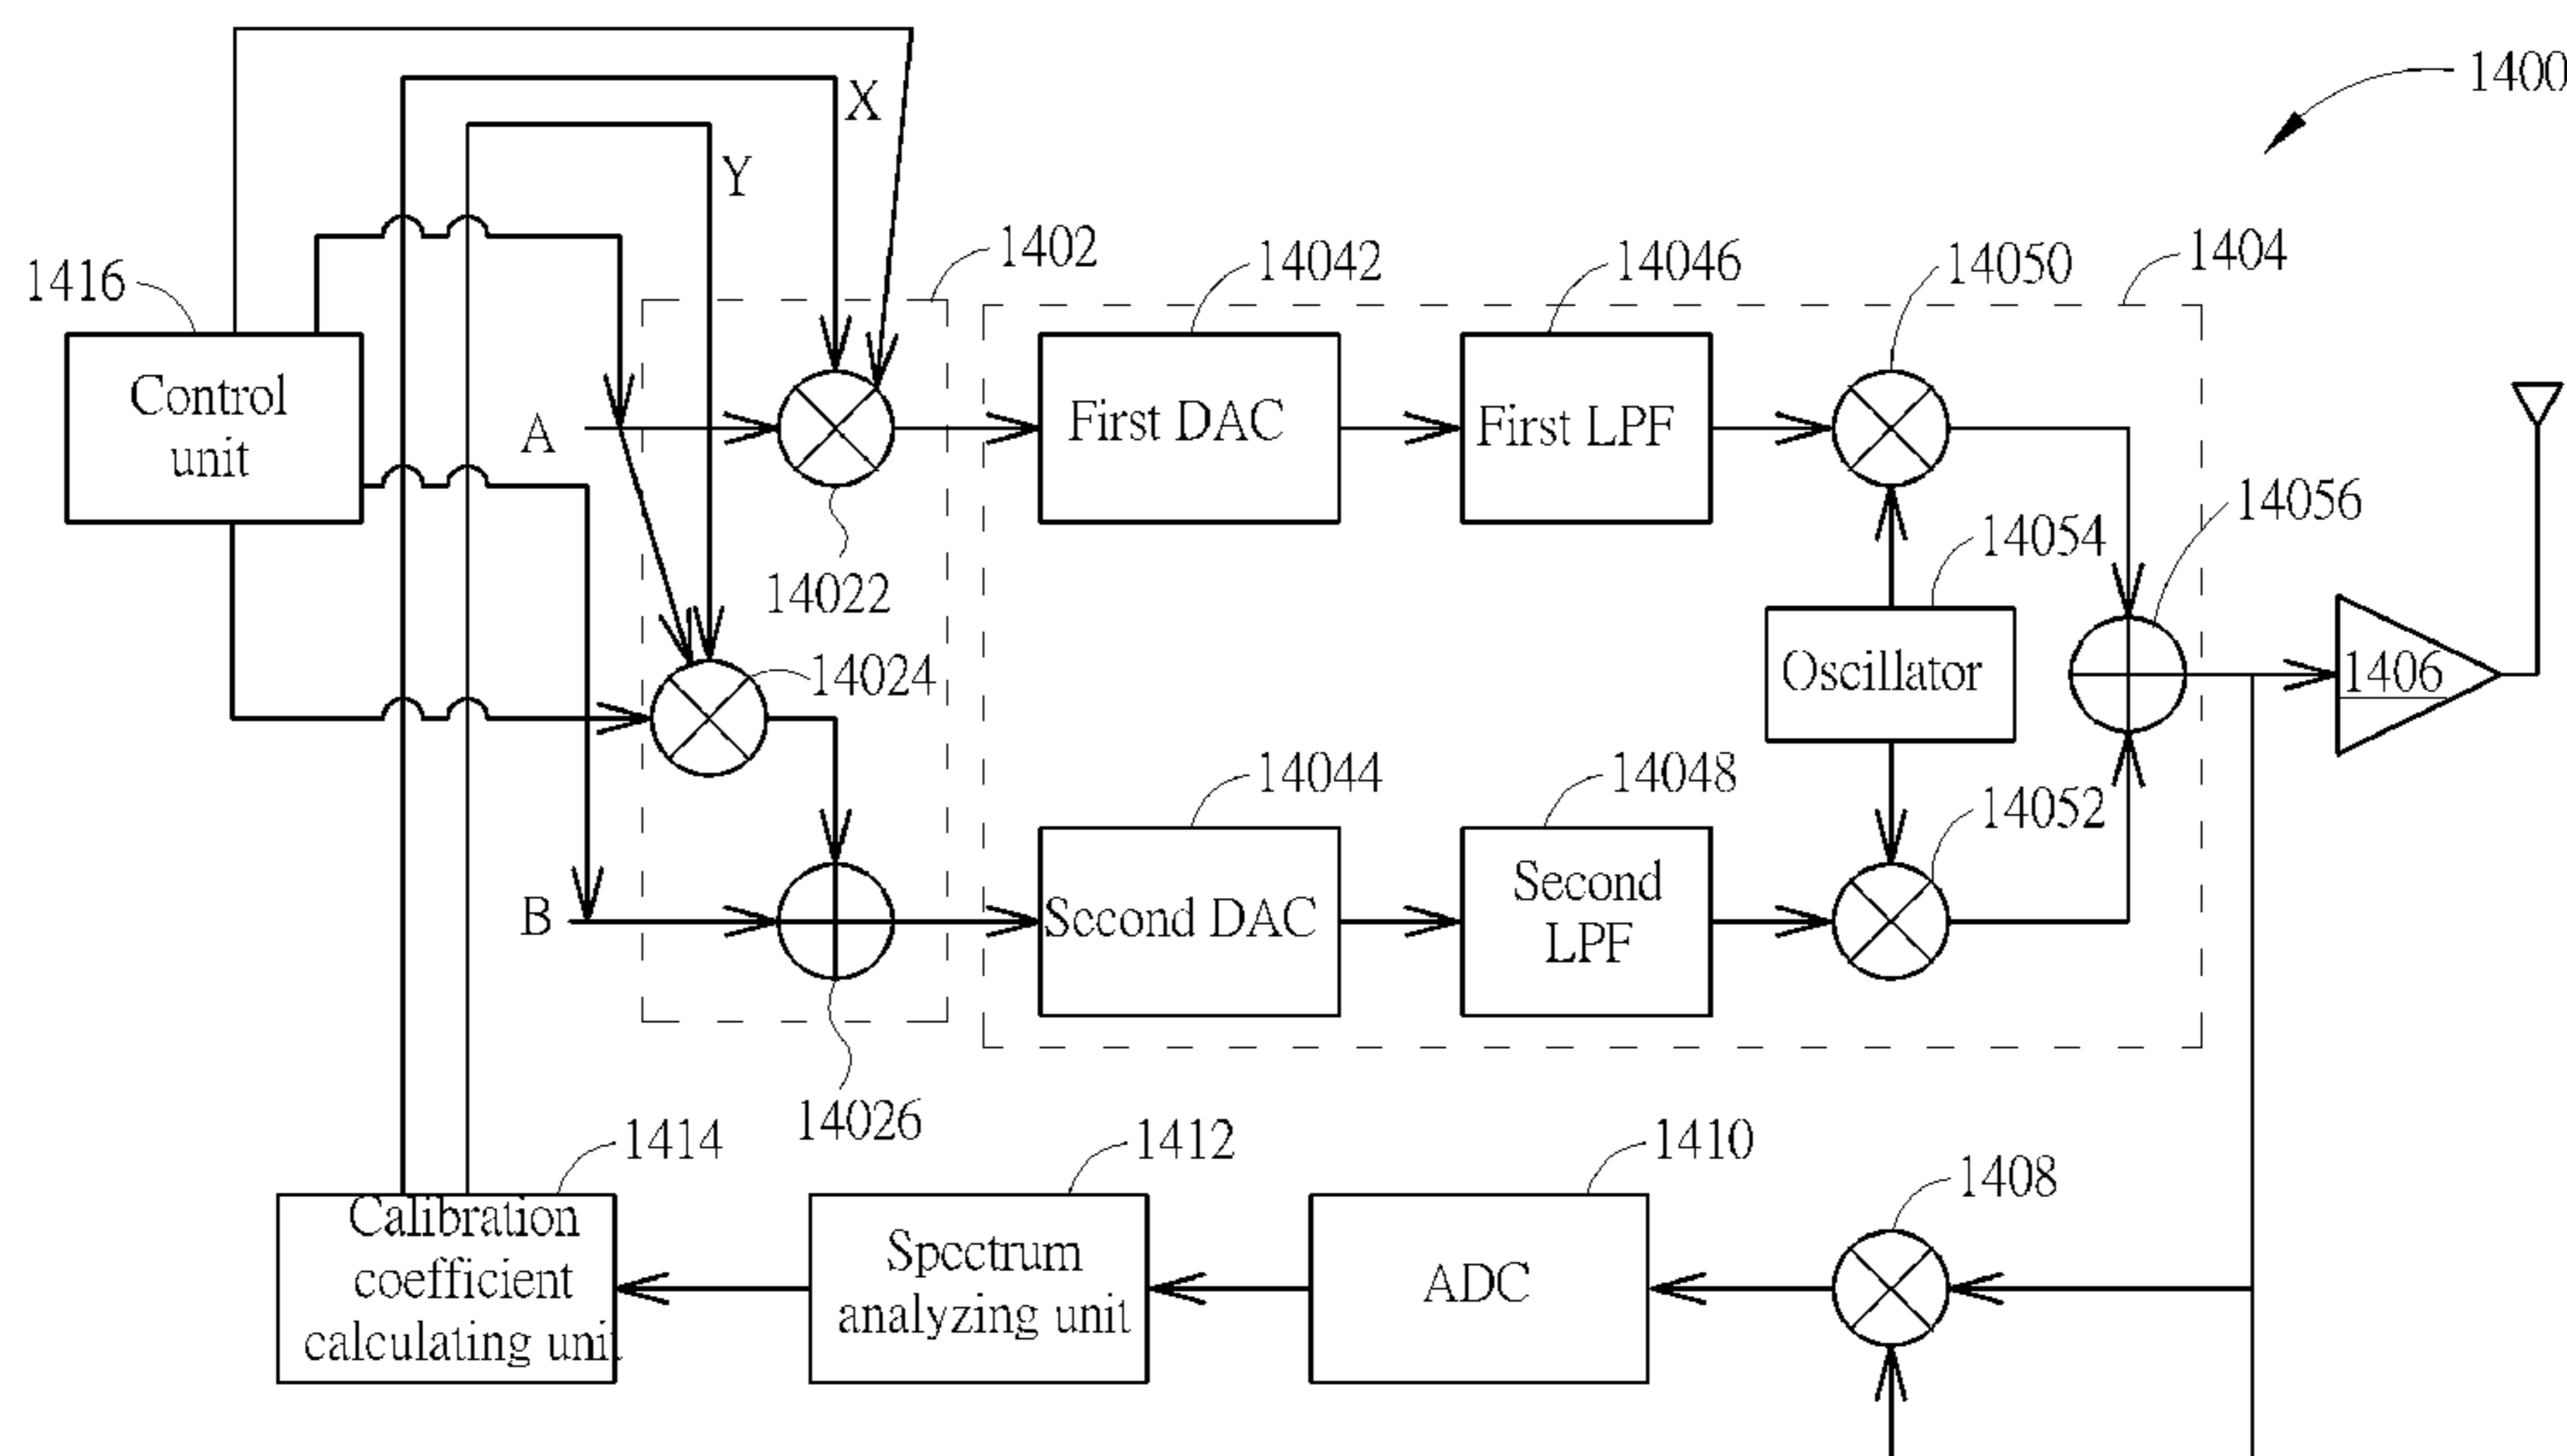 1400
X
Y
1402
14042
14046
14050
1404
1416
Control
unit
A
First DAC
First LPF
14056
14054
14022
14024
Oscillator
1406
14044
14048
14052
B
Second DAC
Second
LPF
14026
1414
1412
1410
1408
Calibration
coefficient
calculating unit
Spectrum
analyzing unit
ADC